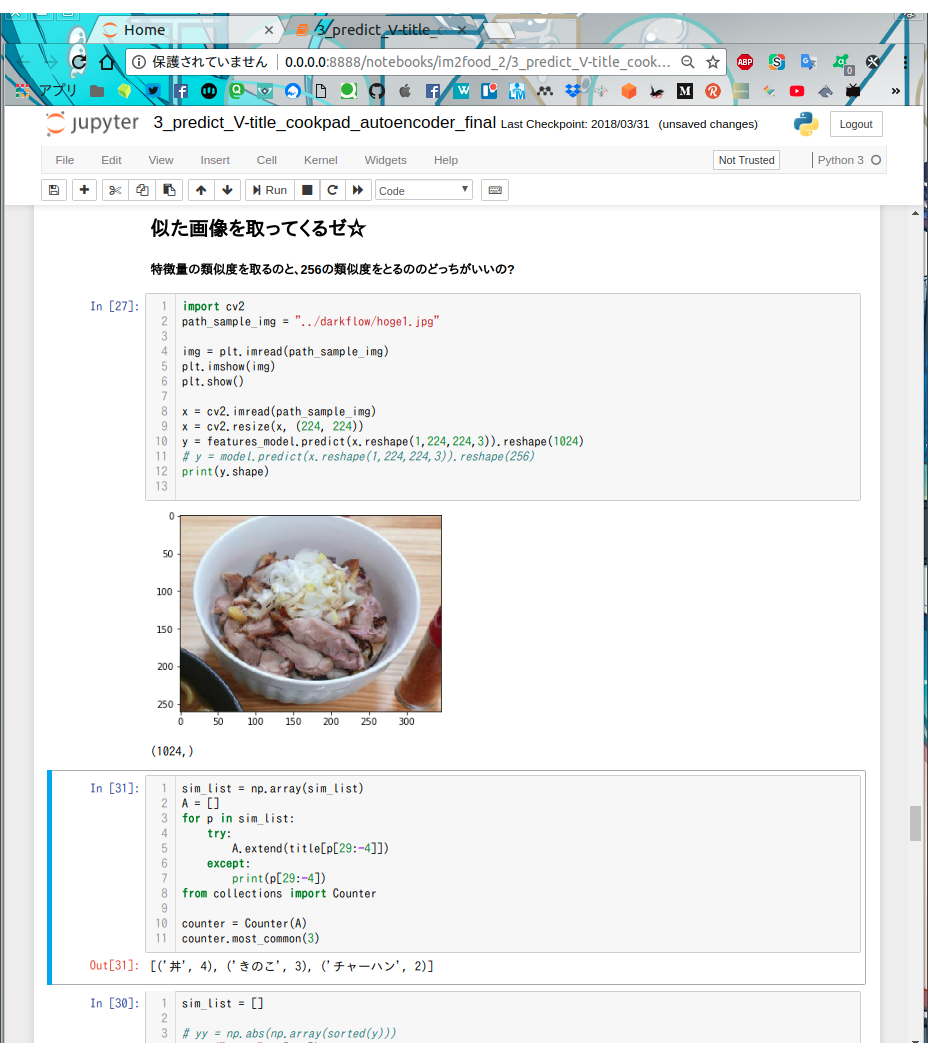 Home ×
3_predict_V-title_c ×
保護されていません | 0.0.0.0:8888/notebooks/im2food_2/3_predict_V-title_cook...
アプリ
»
jupyter 3_predict_V-title_cookpad_autoencoder_final Last Checkpoint: 2018/03/31 (unsaved changes)
Logout
File Edit View Insert Cell Kernel Widgets Help
Not Trusted
Python 3
Run
Code
似た画像を取ってくるゼ☆
特徴量の類似度を取るのと、256の類似度をとるののどっちがいいの?
In [27]:
1 import cv2
2 path_sample_img = "../darkflow/hoge1.jpg"
3
4 img = plt.imread(path_sample_img)
5 plt.imshow(img)
6 plt.show()
7
8 x = cv2.imread(path_sample_img)
9 x = cv2.resize(x, (224, 224))
10 y = features_model.predict(x.reshape(1,224,224,3)).reshape(1024)
11 # y = model.predict(x.reshape(1,224,224,3)).reshape(256)
12 print(y.shape)
13
0
50
100
150
200
250
0 50 100 150 200 250 300
(1024,)
In [31]:
1 sim_list = np.array(sim_list)
2 A = []
3 for p in sim_list:
4     try:
5         A.extend(title[p[29:-4]])
6     except:
7         print(p[29:-4])
8 from collections import Counter
9
10 counter = Counter(A)
11 counter.most_common(3)
Out[31]: [('丼', 4), ('きのこ', 3), ('チャーハン', 2)]
In [30]:
1 sim_list = []
2
3 # yy = np.abs(np.array(sorted(y)))